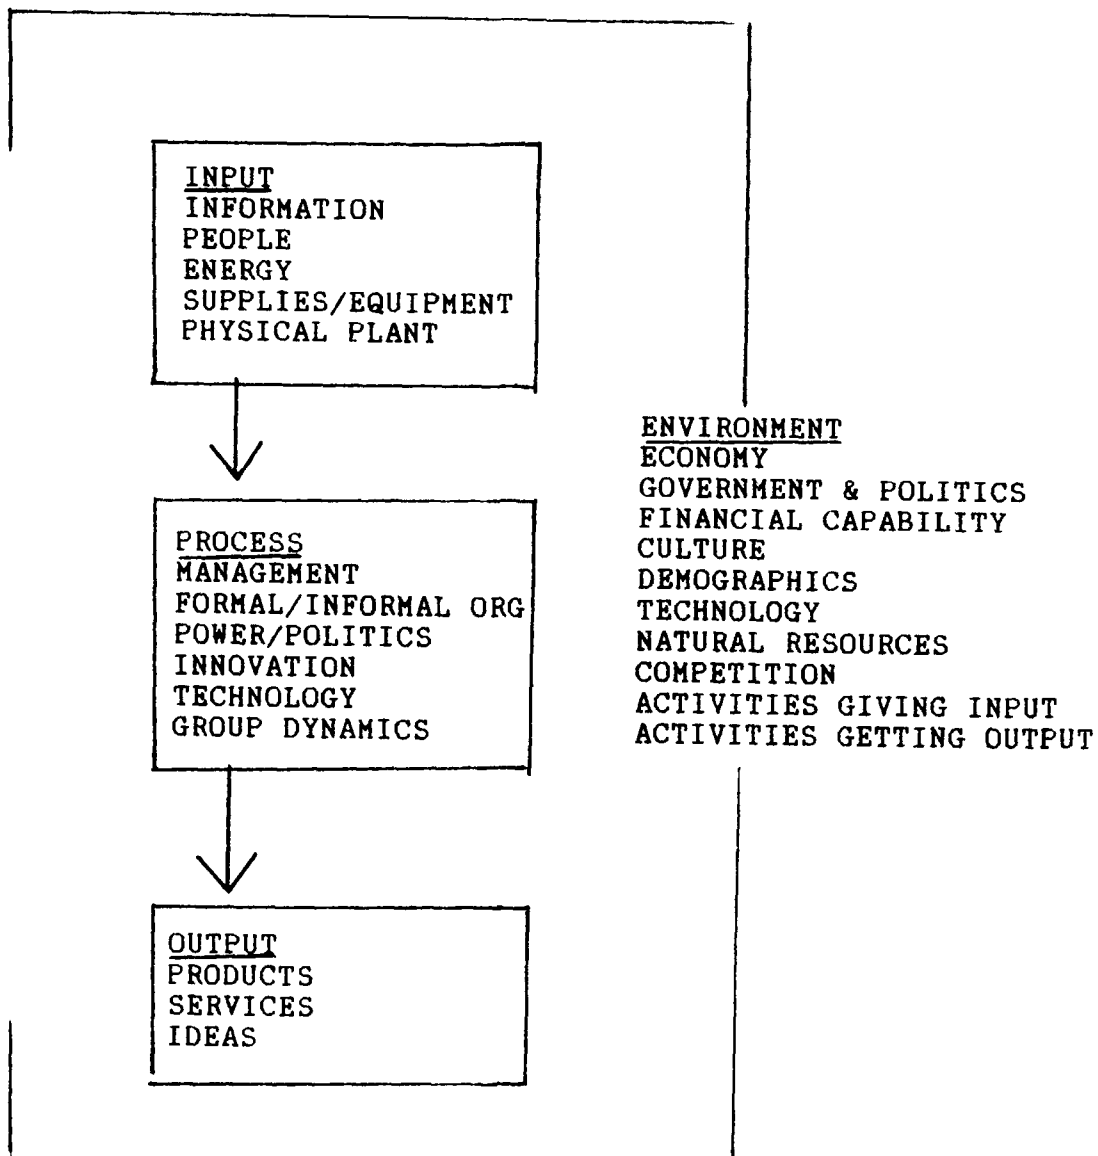 INPUT
INFORMATION
PEOPLE
ENERGY
SUPPLIES/EQUIPMENT
PHYSICAL PLANT
PROCESS
MANAGEMENT
FORMAL/INFORMAL ORG
POWER/POLITICS
INNOVATION
TECHNOLOGY
GROUP DYNAMICS
OUTPUT
PRODUCTS
SERVICES
IDEAS
ENVIRONMENT
ECONOMY
GOVERNMENT & POLITICS
FINANCIAL CAPABILITY
CULTURE
DEMOGRAPHICS
TECHNOLOGY
NATURAL RESOURCES
COMPETITION
ACTIVITIES GIVING INPUT
ACTIVITIES GETTING OUTPUT